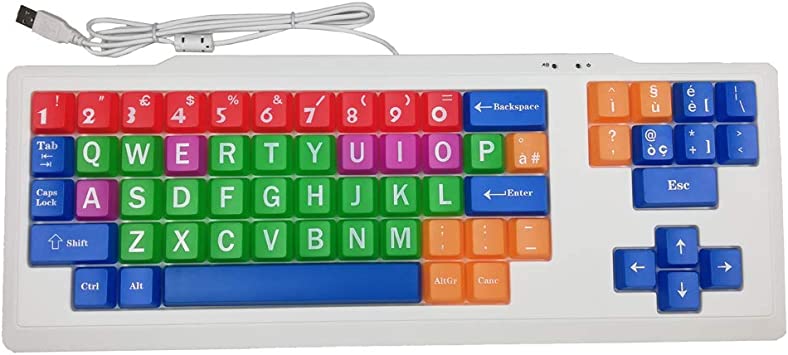 1 ! 2 " 3 £ 4 $ 5 % 6 & 7 / 8 ( 9 ) 0 = ←Backspace
Tab Q W E R T Y U I O P ° à #
Caps Lock A S D F G H J K L Enter
Shift Z X C V B N M ; , : . _ -
Ctrl Alt AltGr Canc
^ ì § ù é è [ | \
? ' @ ò ç * + ] > <
Esc
↑
← ↓ →